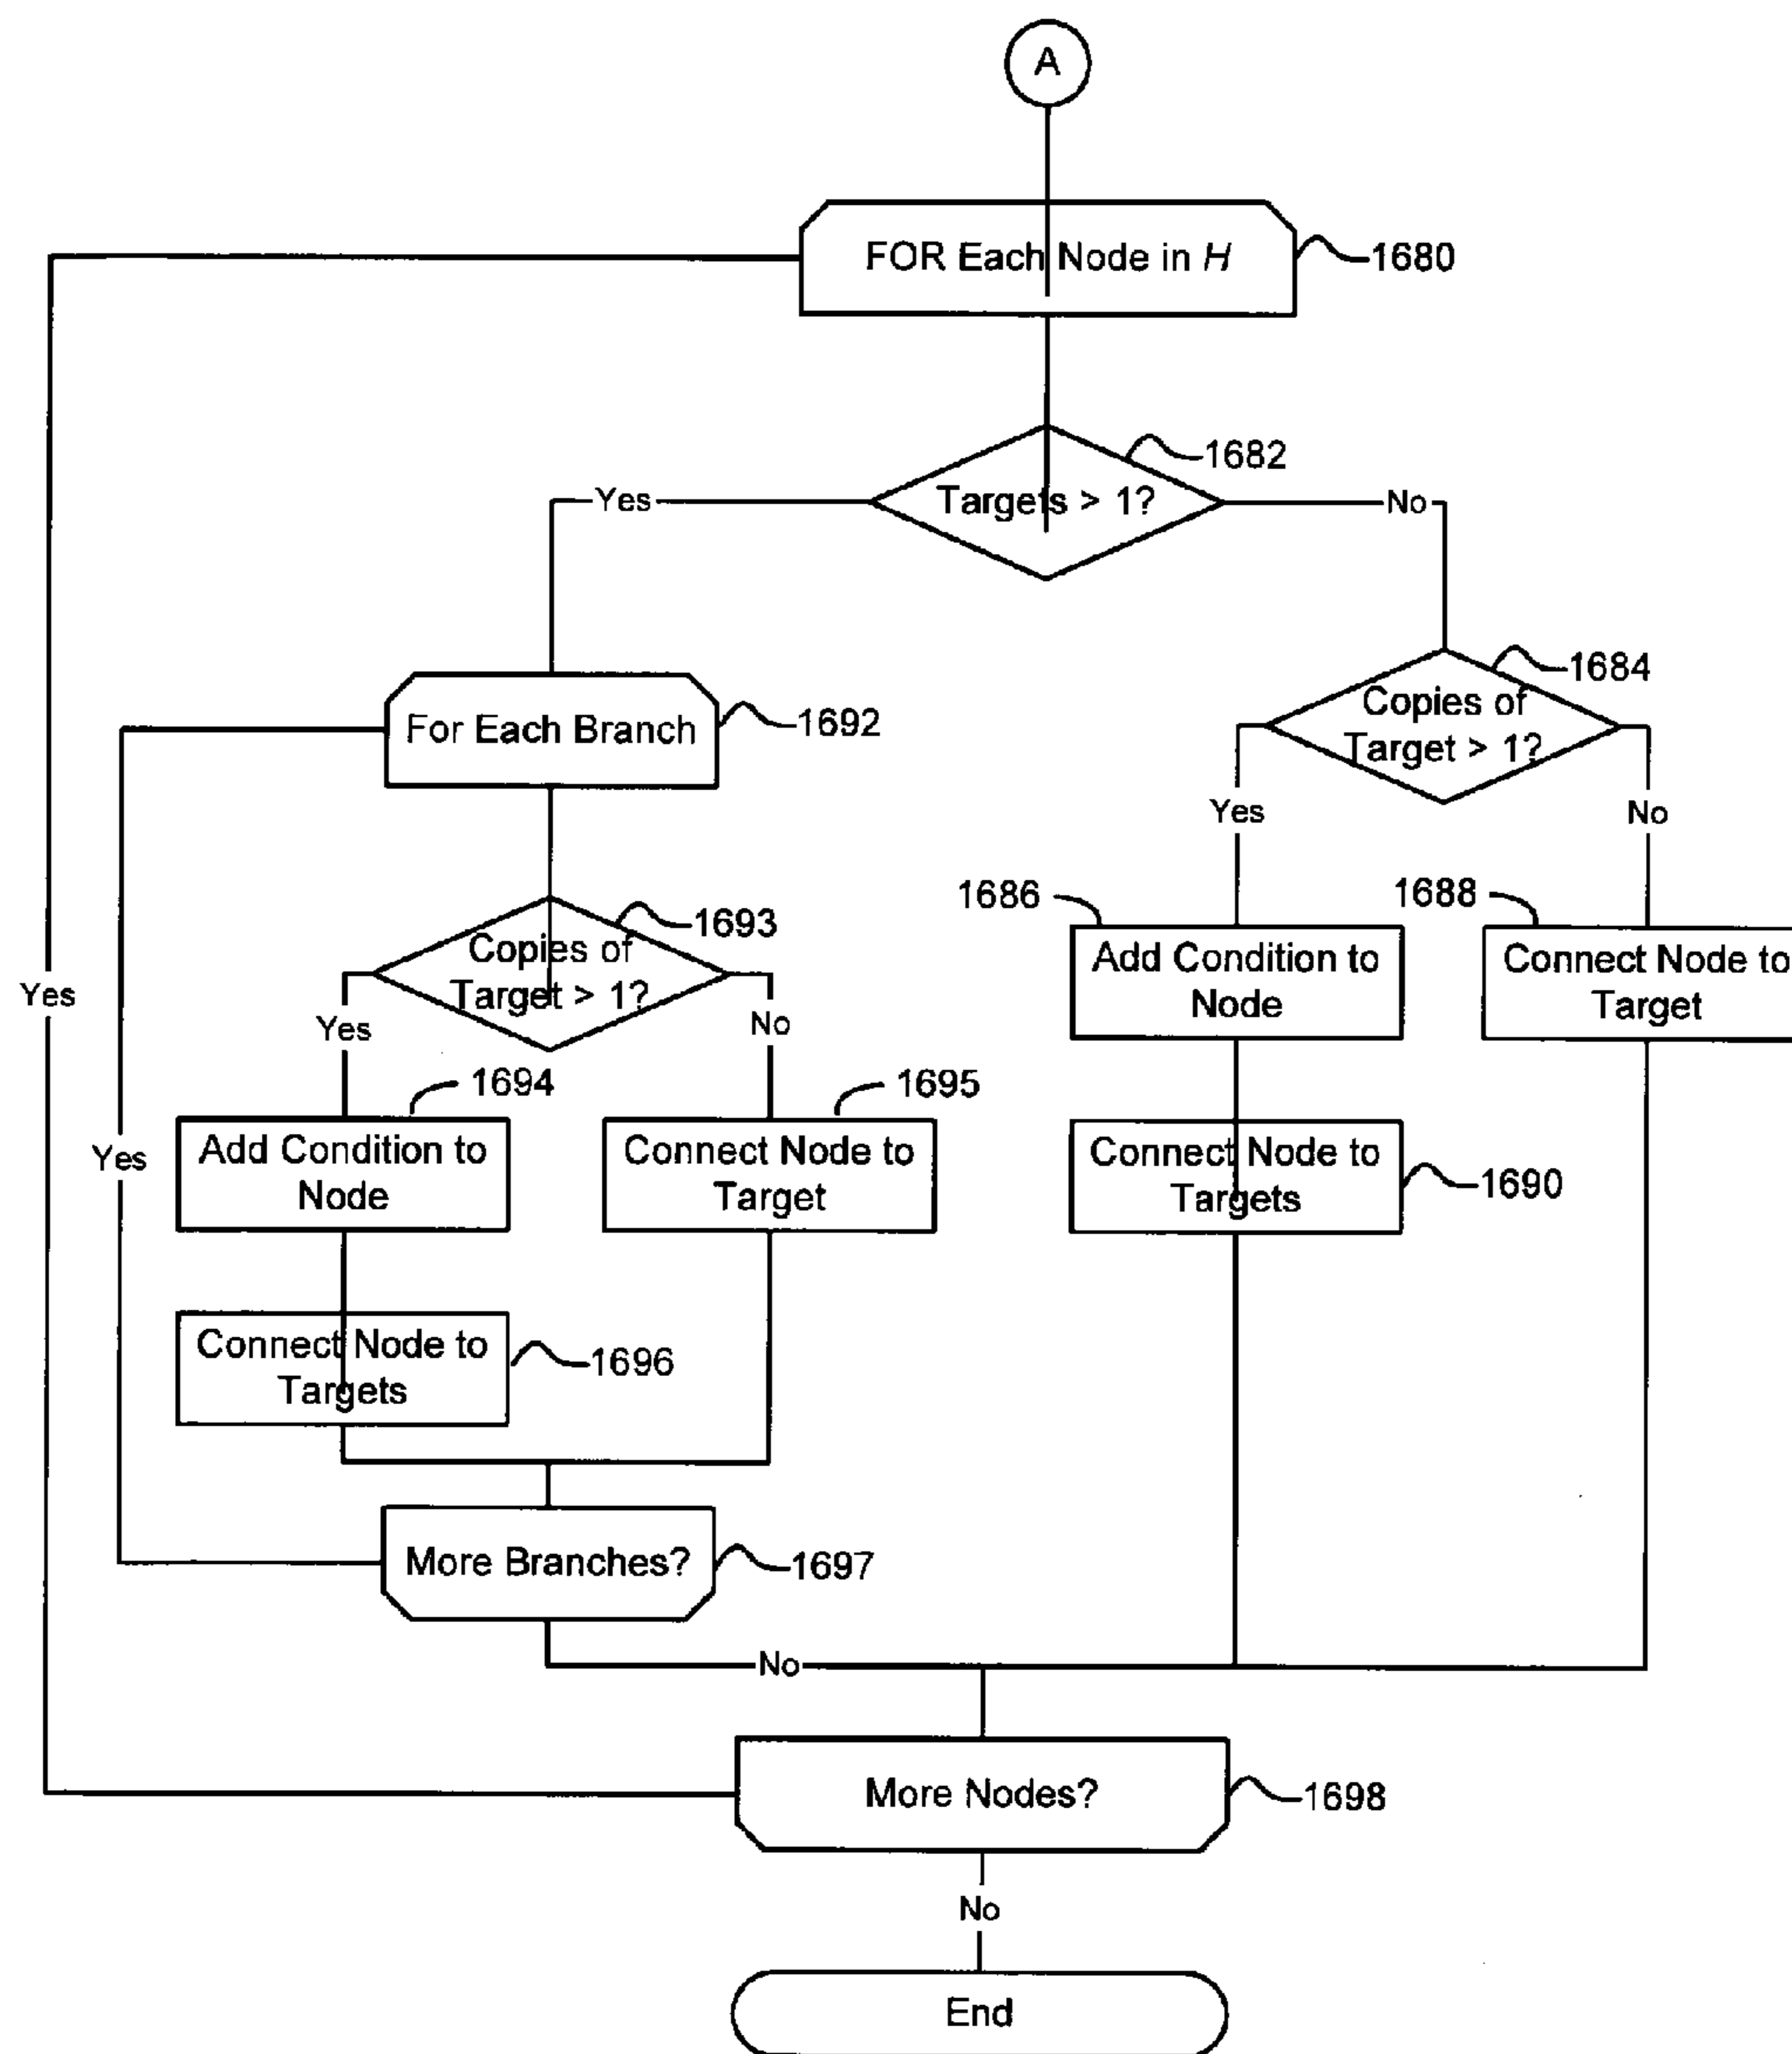 A
FOR Each Node in H
1680
1682
Targets > 1?
Yes
No
1684
Copies of
Target > 1?
For Each Branch
1692
Yes
No
1686
1688
1693
Copies of
Target > 1?
Add Condition to
Node
Connect Node to
Target
Yes
Yes
No
1694
1695
Yes
Add Condition to
Node
Connect Node to
Target
Connect Node to
Targets
1690
Connect Node to
Targets
1696
More Branches?
1697
No
More Nodes?
1698
No
End